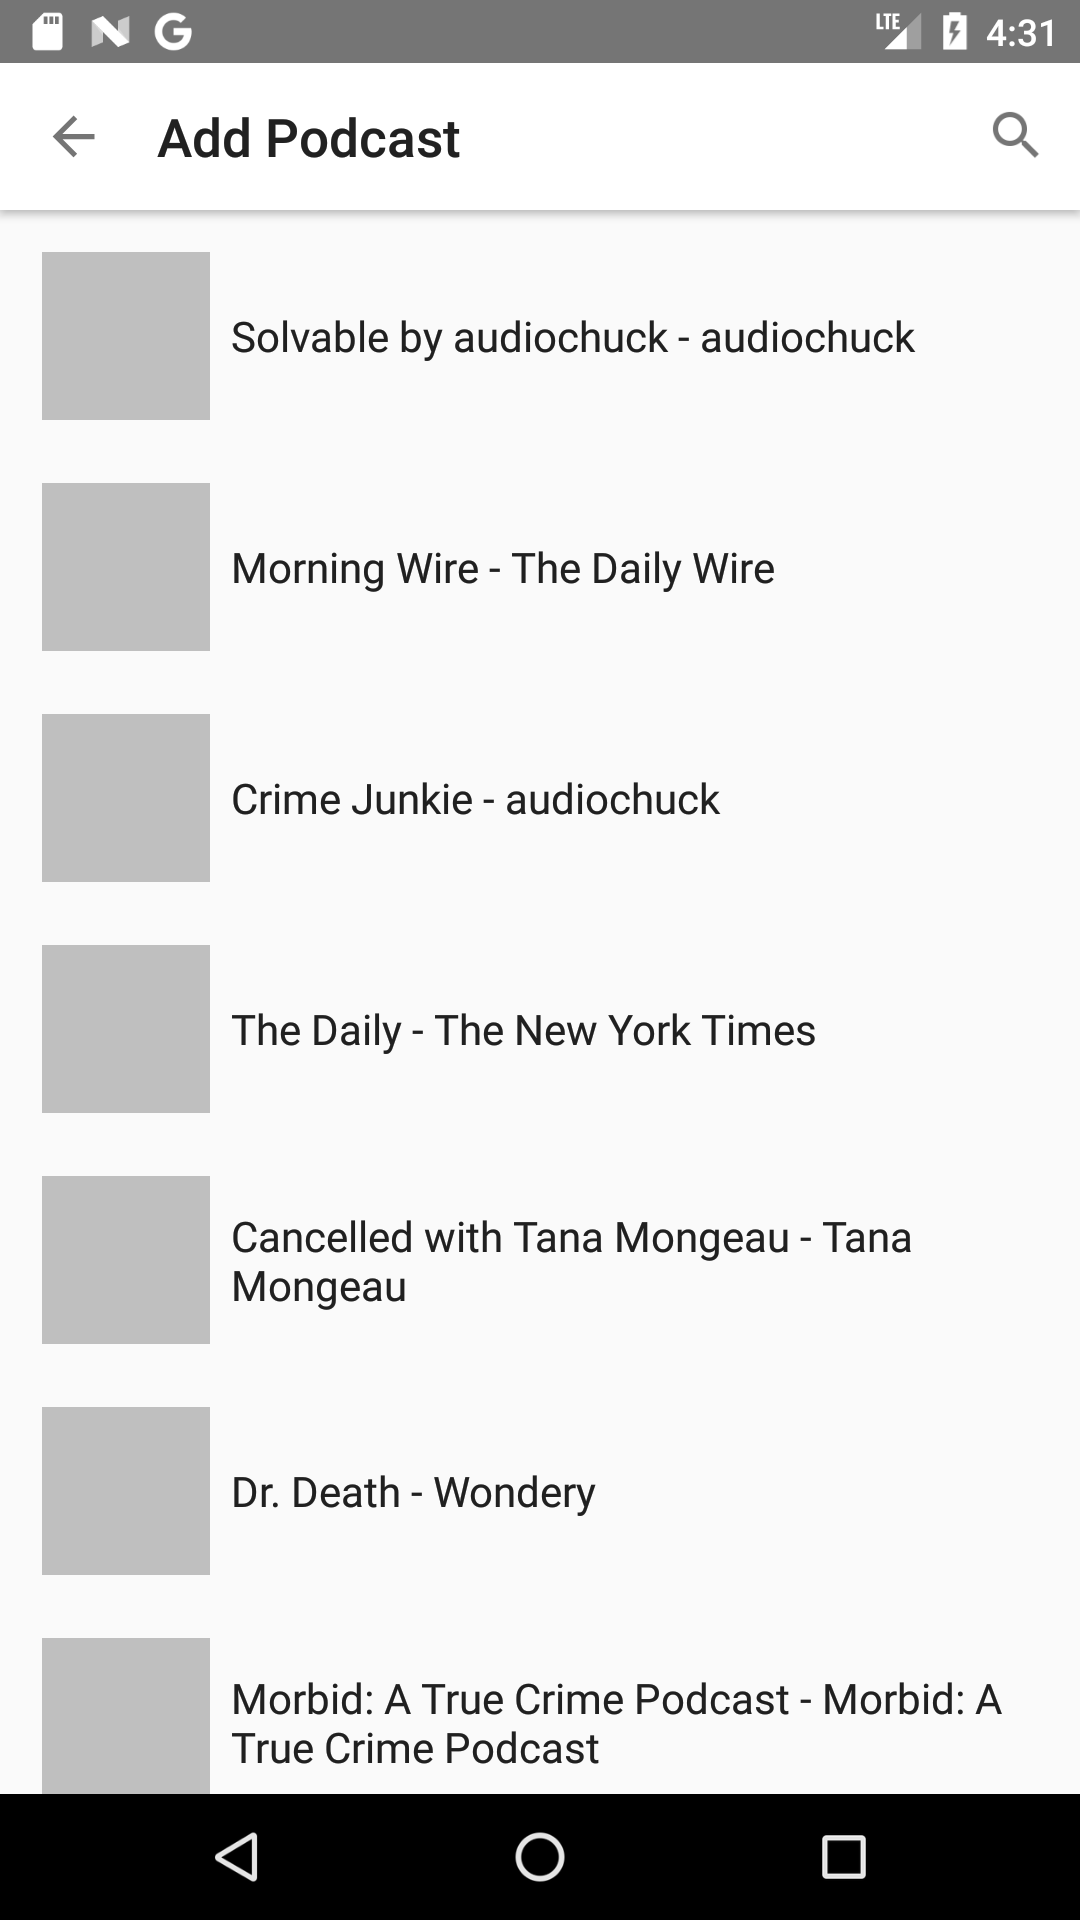 LTE 4:31
Add Podcast
Solvable by audiochuck - audiochuck
Morning Wire - The Daily Wire
Crime Junkie - audiochuck
The Daily - The New York Times
Cancelled with Tana Mongeau - Tana
Mongeau
Dr. Death - Wondery
Morbid: A True Crime Podcast - Morbid: A
True Crime Podcast